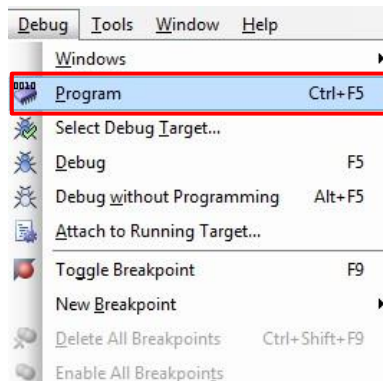 Debug Tools Window Help
Windows
0010
Program Ctrl+F5
Select Debug Target...
Debug F5
Debug without Programming Alt+F5
Attach to Running Target...
Toggle Breakpoint F9
New Breakpoint
Delete All Breakpoints Ctrl+Shift+F9
Enable All Breakpoints